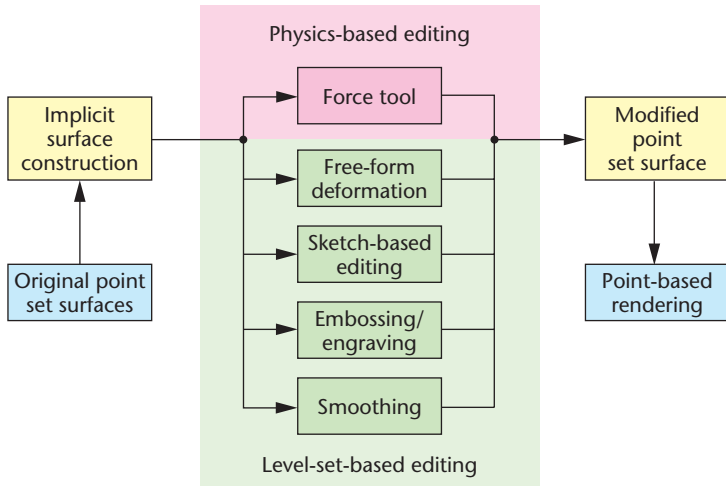 Physics-based editing
Force tool
Implicit
surface
construction
Modified
point
set surface
Free-form
deformation
Sketch-based
editing
Original point
set surfaces
Point-based
rendering
Embossing/
engraving
Smoothing
Level-set-based editing